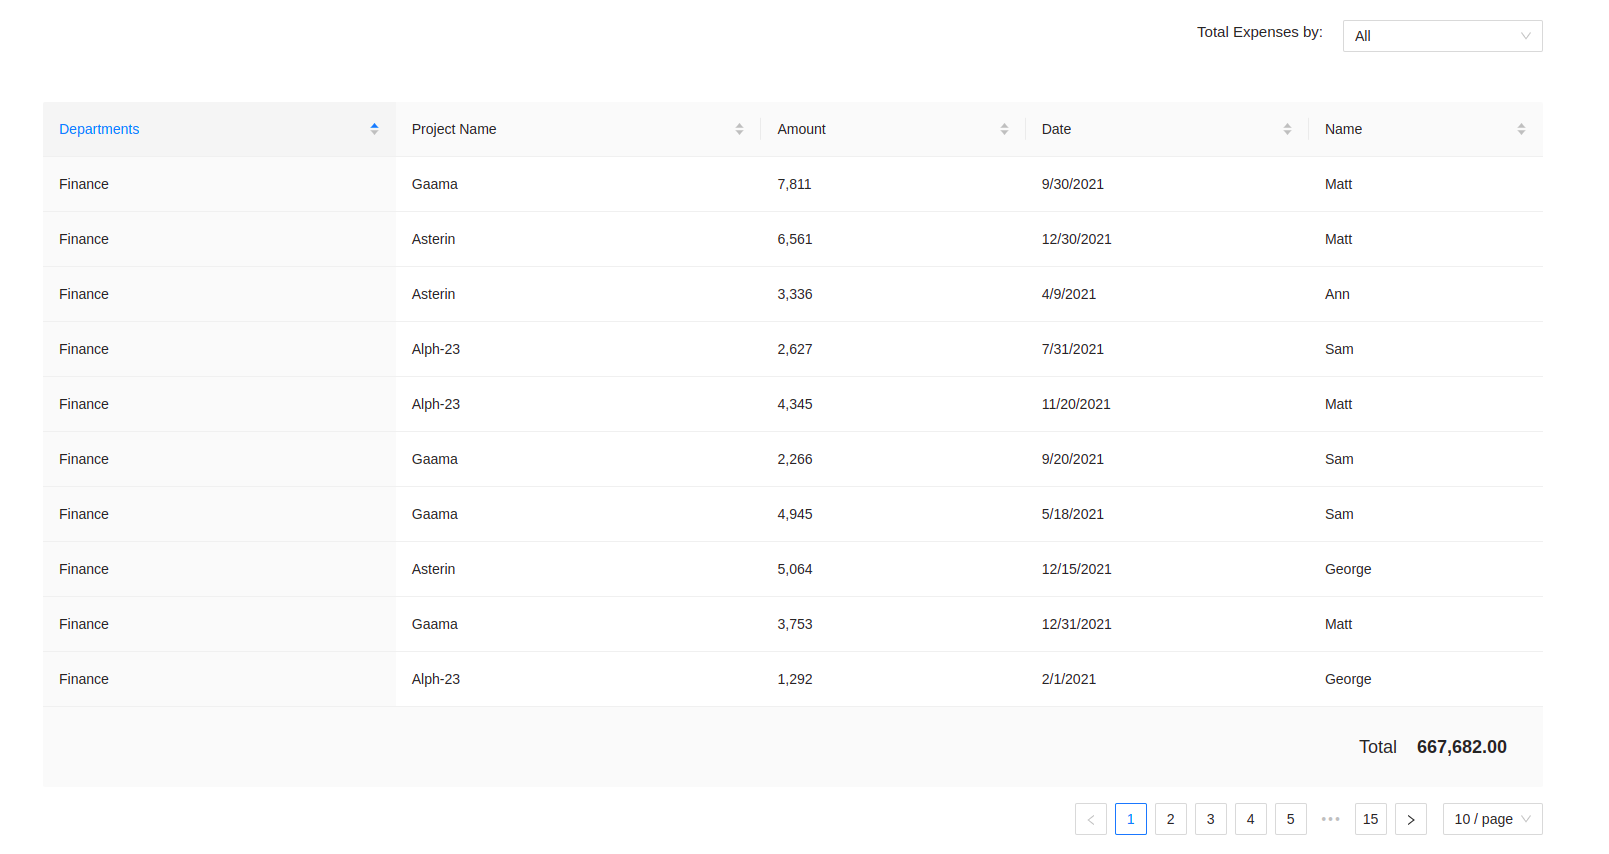 Total Expenses by: All
Departments Project Name Amount Date Name
Finance Gaama 7,811 9/30/2021 Matt
Finance Asterin 6,561 12/30/2021 Matt
Finance Asterin 3,336 4/9/2021 Ann
Finance Alph-23 2,627 7/31/2021 Sam
Finance Alph-23 4,345 11/20/2021 Matt
Finance Gaama 2,266 9/20/2021 Sam
Finance Gaama 4,945 5/18/2021 Sam
Finance Asterin 5,064 12/15/2021 George
Finance Gaama 3,753 12/31/2021 Matt
Finance Alph-23 1,292 2/1/2021 George
Total 667,682.00
< 1 2 3 4 5 ••• 15 > 10 / page